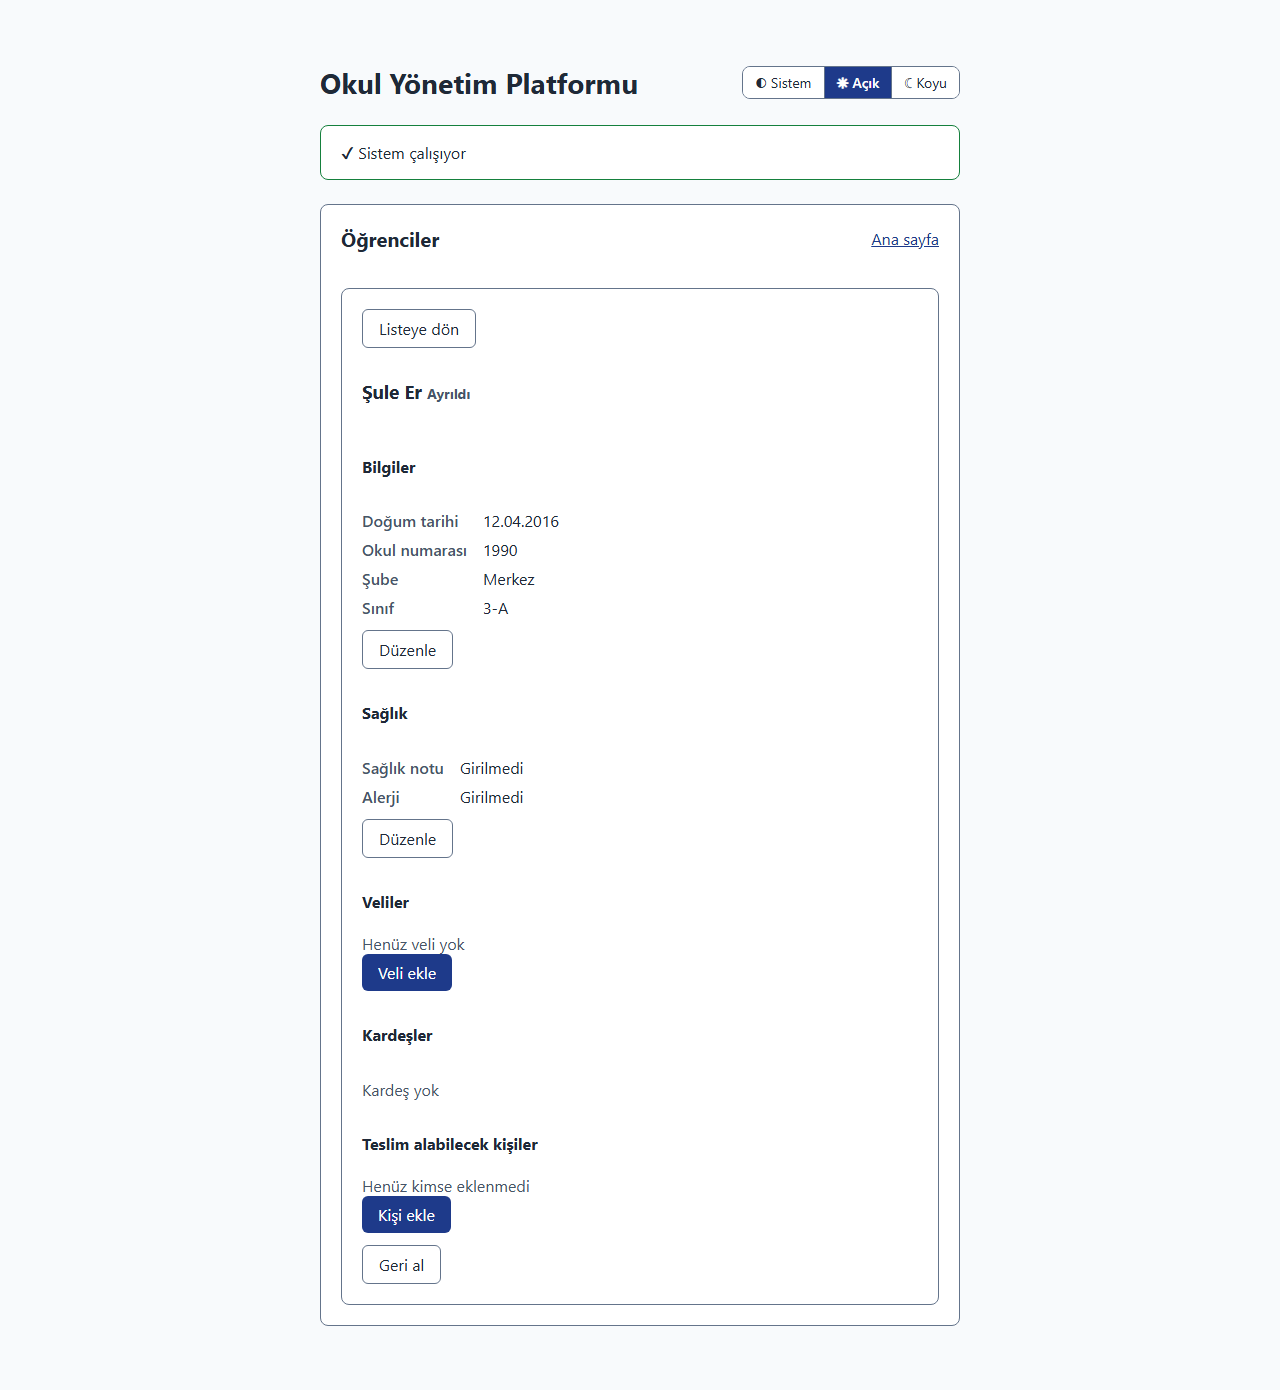 Okul Yönetim Platformu
◐ Sistem
✱ Açık
☾ Koyu
✓ Sistem çalışıyor
Öğrenciler
Ana sayfa
Listeye dön
Şule Er Ayrıldı
Bilgiler
Doğum tarihi 12.04.2016
Okul numarası 1990
Şube Merkez
Sınıf 3-A
Düzenle
Sağlık
Sağlık notu Girilmedi
Alerji Girilmedi
Düzenle
Veliler
Henüz veli yok
Veli ekle
Kardeşler
Kardeş yok
Teslim alabilecek kişiler
Henüz kimse eklenmedi
Kişi ekle
Geri al